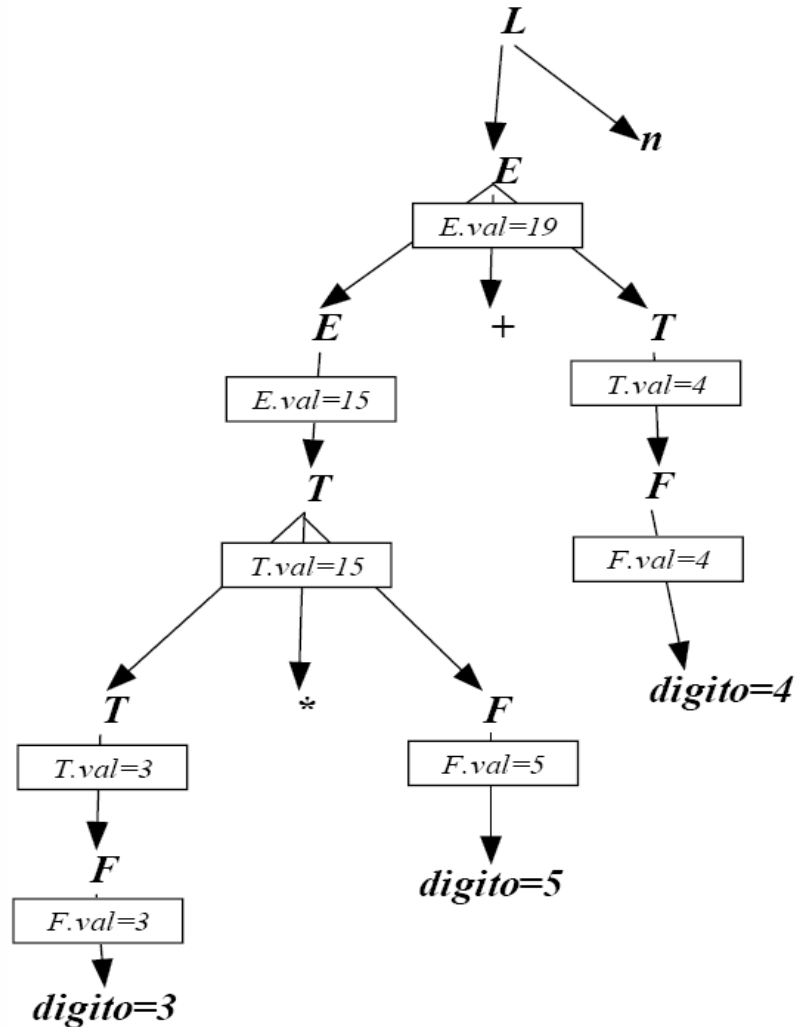 L
n
E
E.val=19
E + T
E.val=15 T.val=4
T F
T.val=15 F.val=4
T * F digito=4
T.val=3 F.val=5
F digito=5
F.val=3
digito=3